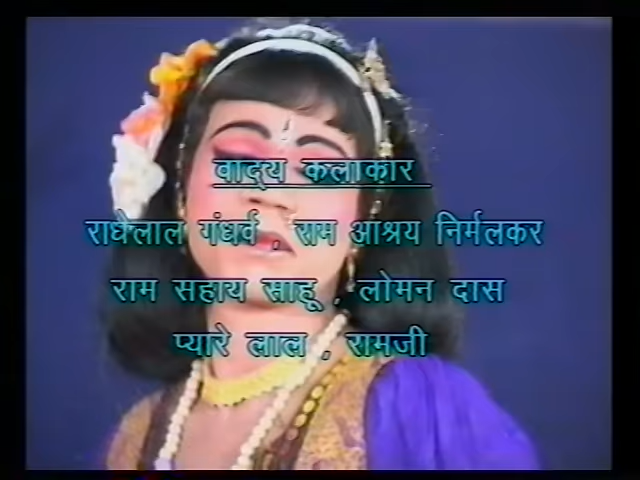 वाद्य कलाकार
राधेलाल गंधर्व , राम आश्रय निर्मलकर
राम सहाय साहू , लोमन दास
प्यारे लाल , रामजी